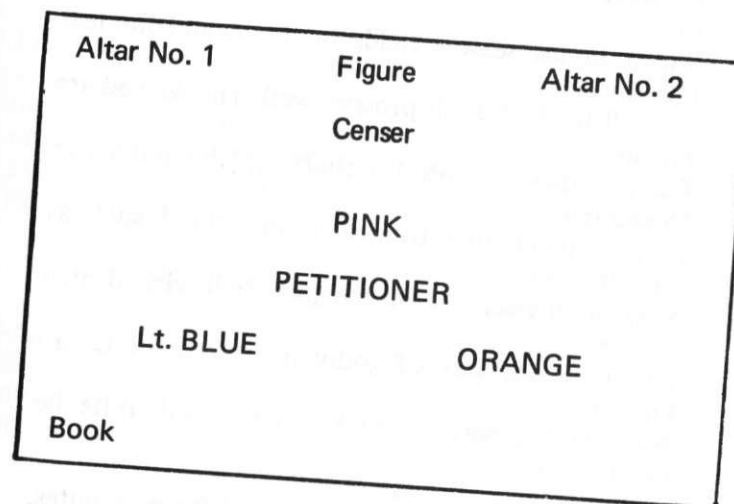 Altar No. 1 Figure Altar No. 2
Censer
PINK
PETITIONER
Lt. BLUE ORANGE
Book